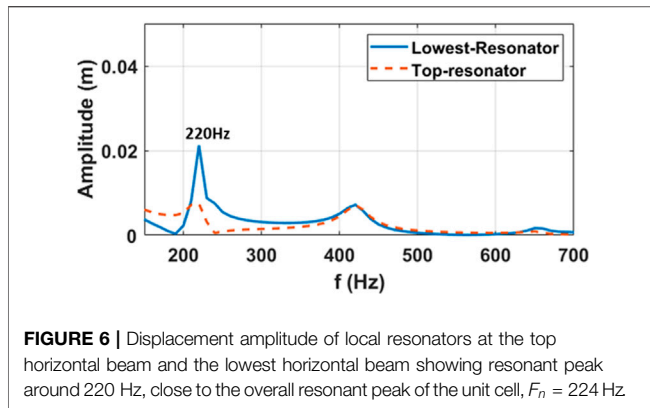 0.04
0.02
0
Amplitude (m)
Lowest-Resonator
Top-resonator
220Hz
200 300 400 500 600 700
f (Hz)
FIGURE 6 | Displacement amplitude of local resonators at the top
horizontal beam and the lowest horizontal beam showing resonant peak
around 220 Hz, close to the overall resonant peak of the unit cell, Fn = 224 Hz.